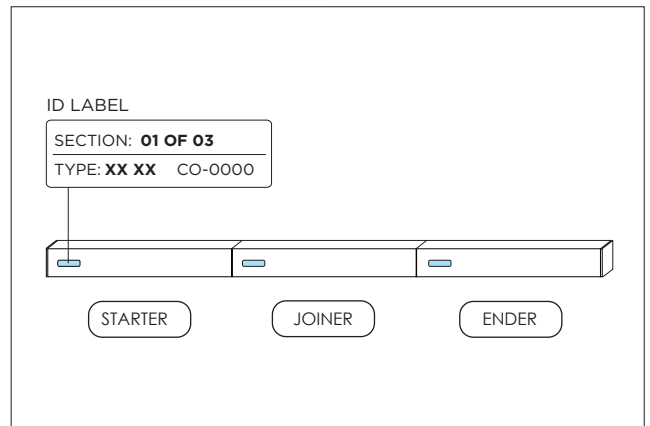 ID LABEL
SECTION: 01 OF 03
TYPE: XX XX CO-0000
STARTER
JOINER
ENDER